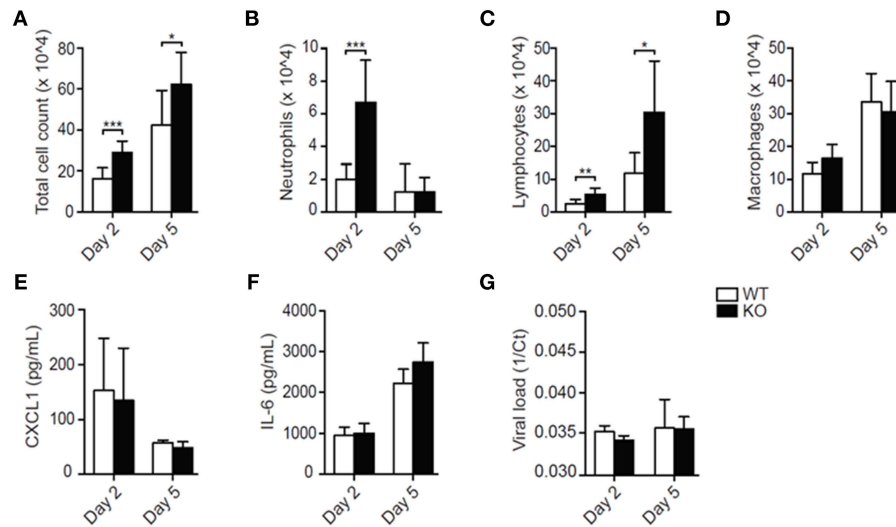 A
Total cell count (x 10^4)
80
60
40
20
0
***
*
Day 2
Day 5
B
Neutrophils (x 10^4)
10
8
6
4
2
0
***
Day 2
Day 5
C
Lymphocytes (x 10^4)
50
40
30
20
10
0
**
*
Day 2
Day 5
D
Macrophages (x 10^4)
50
40
30
20
10
0
Day 2
Day 5
E
CXCL1 (pg/mL)
300
200
100
0
Day 2
Day 5
F
IL-6 (pg/mL)
4000
3000
2000
1000
0
Day 2
Day 5
G
Viral load (1/Ct)
0.050
0.045
0.040
0.035
0.030
Day 2
Day 5
WT
KO